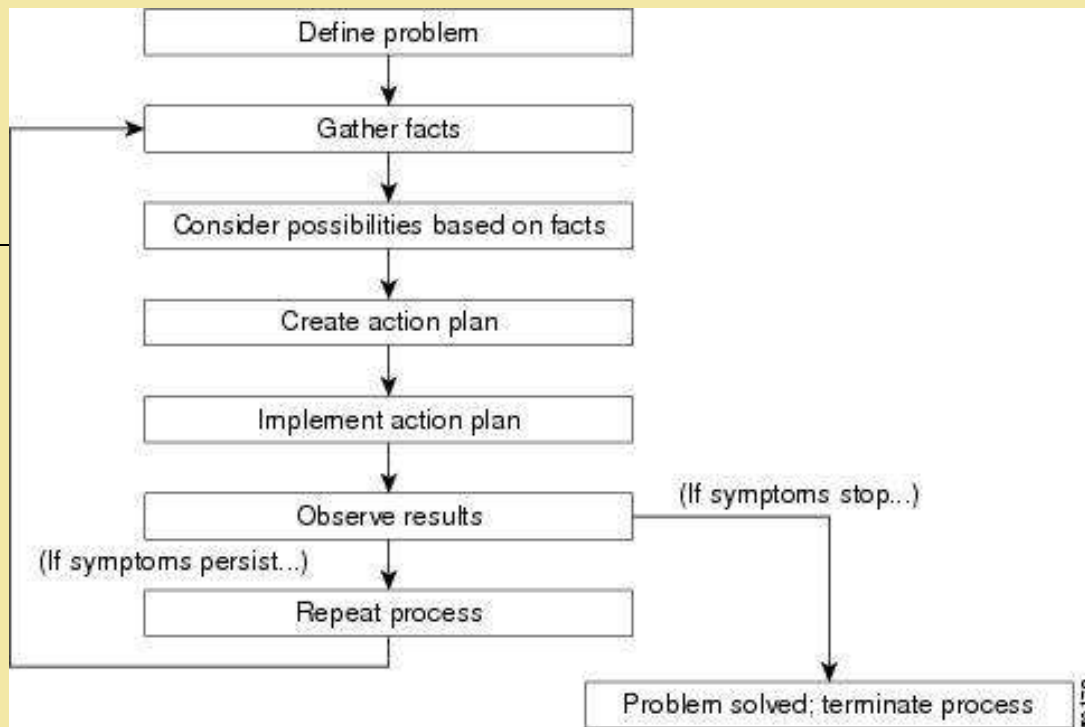 Define problem
Gather facts
Consider possibilities based on facts
Create action plan
Implement action plan
Observe results
(If symptoms stop...)
(If symptoms persist...)
Repeat process
Problem solved; terminate process